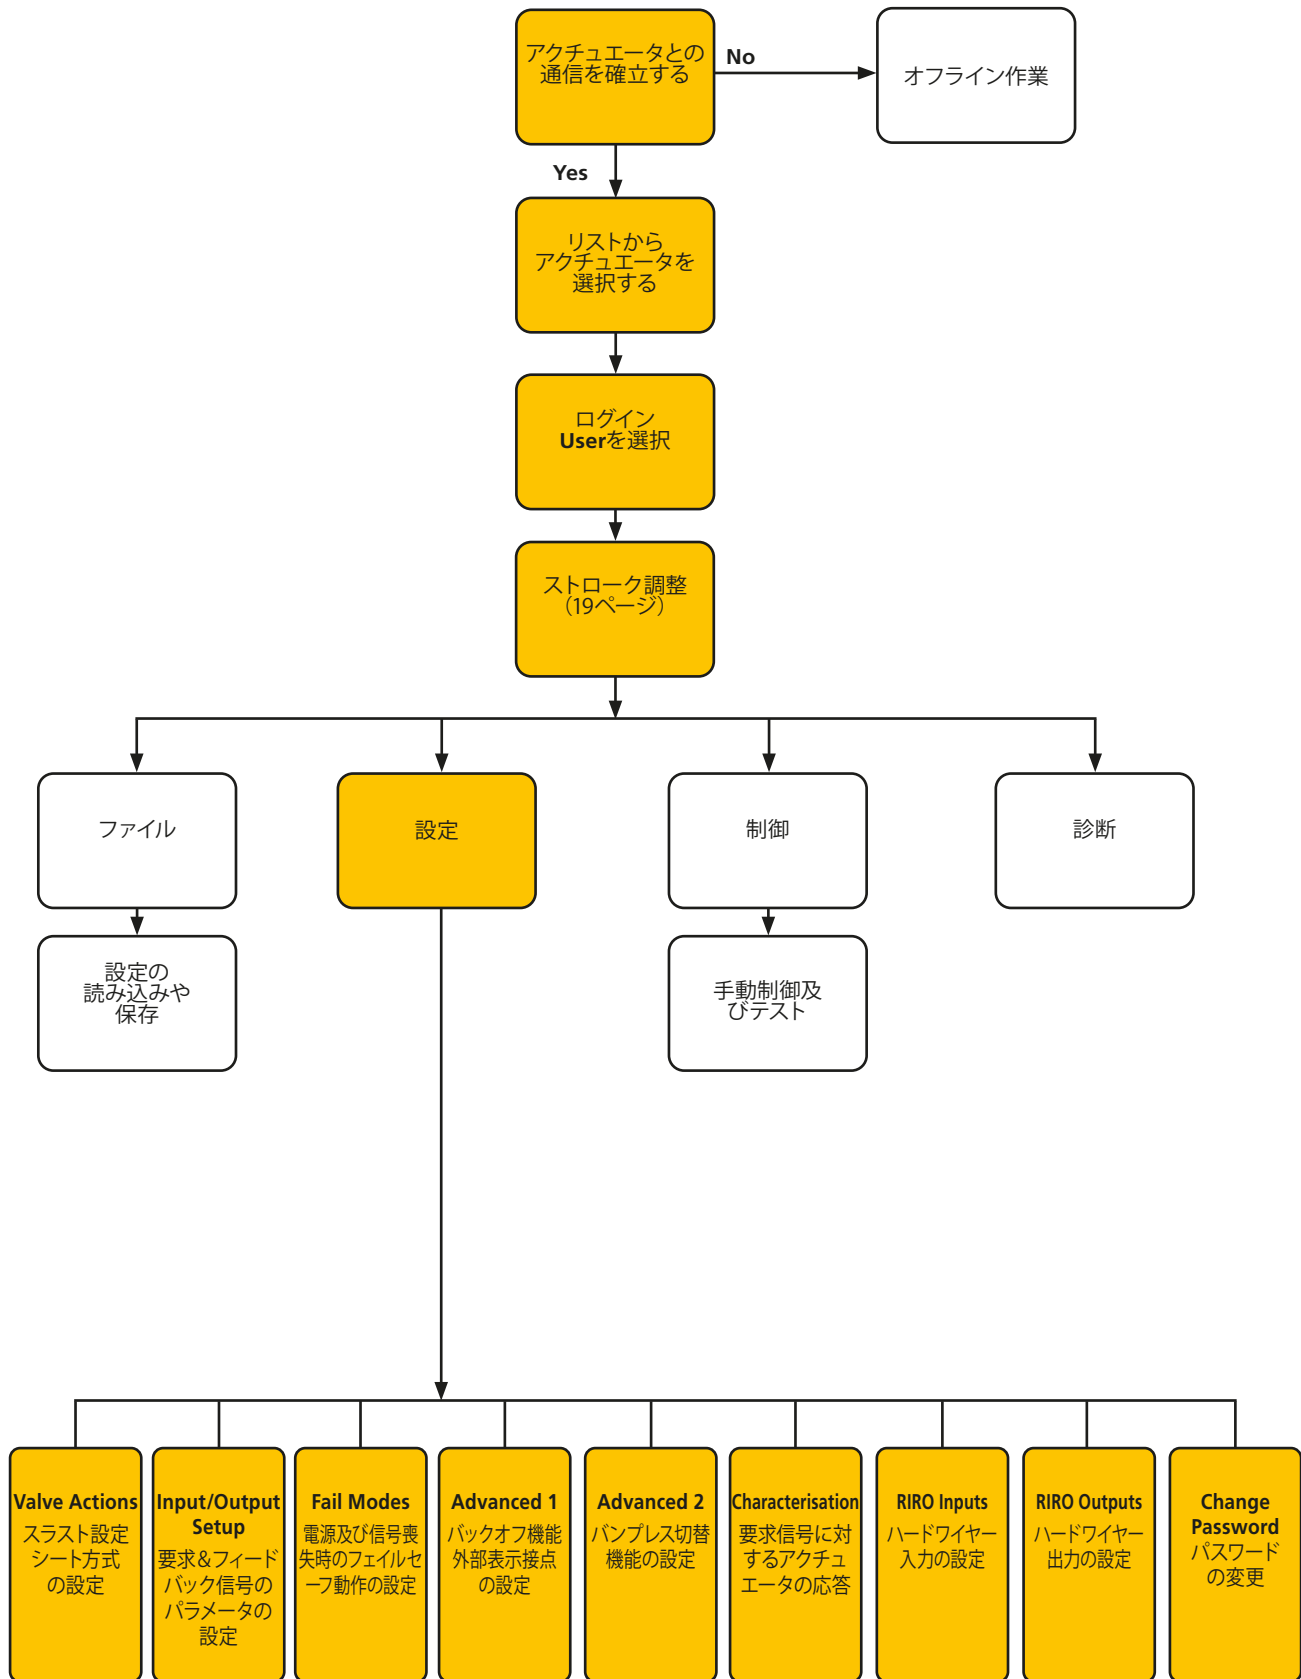 アクチュエータとの
通信を確立する
No
オフライン作業
Yes
リストから
アクチュエータを
選択する
ログイン
Userを選択
ストローク調整
（19ページ）
ファイル
設定
制御
診断
設定の
読み込みや
保存
手動制御及
びテスト
Valve Actions
スラスト設定
シート方式
の設定
Input/Output
Setup
要求＆フィード
バック信号の
パラメータの
設定
Fail Modes
電源及び信号喪
失時のフェイルセ
ーフ動作の設定
Advanced 1
バックオフ機能
外部表示接点
の設定
Advanced 2
バンプレス切替
機能の設定
Characterisation
要求信号に対
するアクチュ
エータの応答
RIRO Inputs
ハードワイヤー
入力の設定
RIRO Outputs
ハードワイヤー
出力の設定
Change
Password
パスワード
の変更